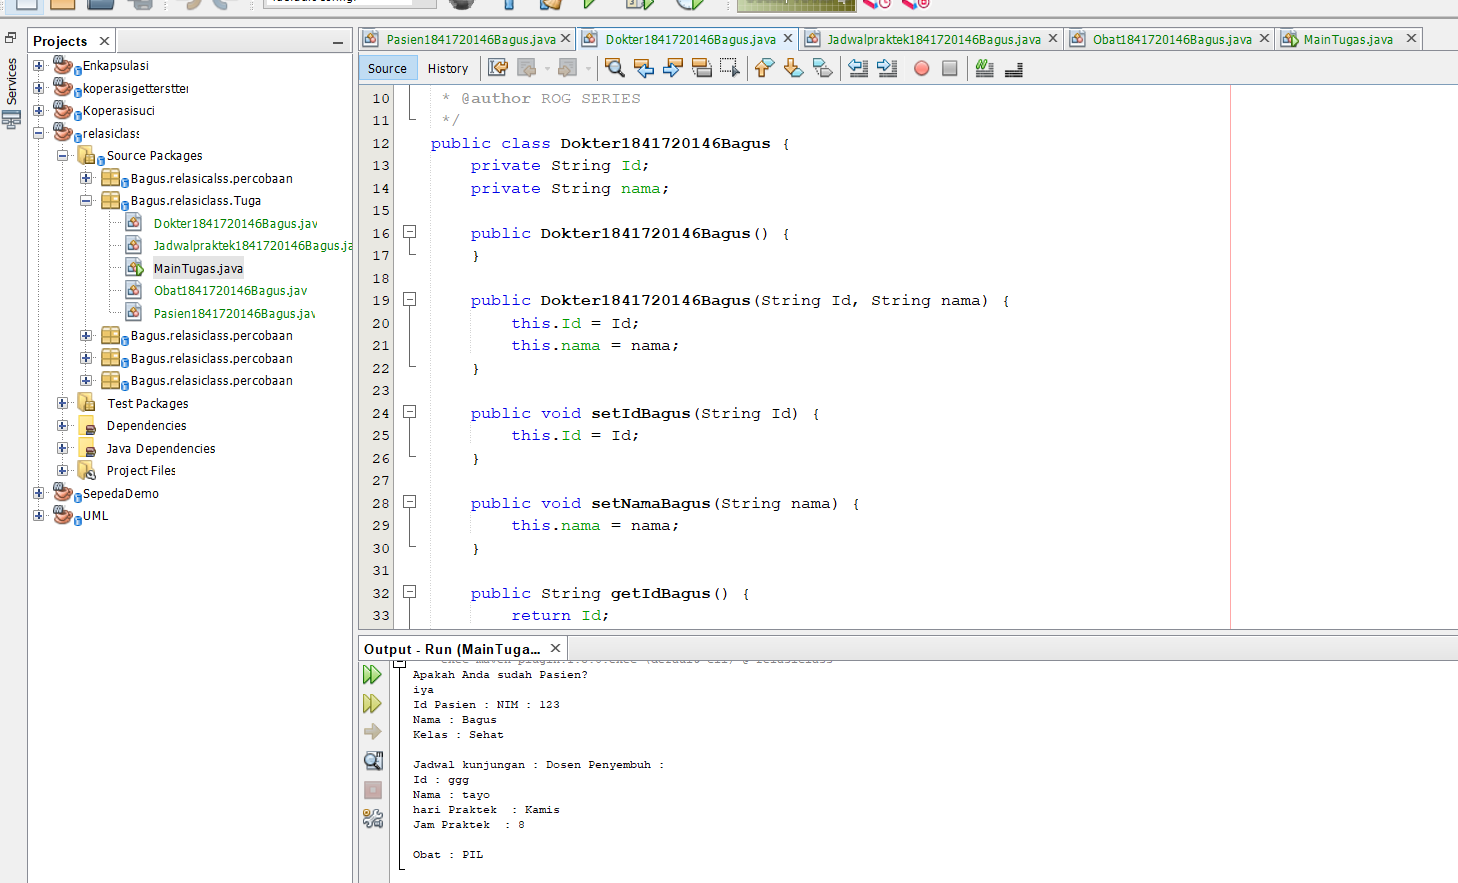 Projects
Services
Enkapsulasi
koperasigetterstter
Koperasisuci
relasiclass
Source Packages
Bagus.relasicalss.percobaan
Bagus.relasiclass.Tuga
Dokter1841720146Bagus.jav
Jadwalpraktek1841720146Bagus.ja
MainTugas.java
Obat1841720146Bagus.jav
Pasien1841720146Bagus.jav
Bagus.relasiclass.percobaan
Bagus.relasiclass.percobaan
Bagus.relasiclass.percobaan
Test Packages
Dependencies
Java Dependencies
Project Files
SepedaDemo
UML
Pasien1841720146Bagus.java Dokter1841720146Bagus.java Jadwalpraktek1841720146Bagus.java Obat1841720146Bagus.java MainTugas.java
Source History
10 * @author ROG SERIES
11 */
12 public class Dokter1841720146Bagus {
13 private String Id;
14 private String nama;
15
16 public Dokter1841720146Bagus() {
17 }
18
19 public Dokter1841720146Bagus(String Id, String nama) {
20 this.Id = Id;
21 this.nama = nama;
22 }
23
24 public void setIdBagus(String Id) {
25 this.Id = Id;
26 }
27
28 public void setNamaBagus(String nama) {
29 this.nama = nama;
30 }
31
32 public String getIdBagus() {
33 return Id;
Output - Run (MainTuga...
Apakah Anda sudah Pasien?
iya
Id Pasien : NIM : 123
Nama : Bagus
Kelas : Sehat
Jadwal kunjungan : Dosen Penyembuh :
Id : ggg
Nama : tayo
hari Praktek  : Kamis
Jam Praktek  : 8
Obat : PIL